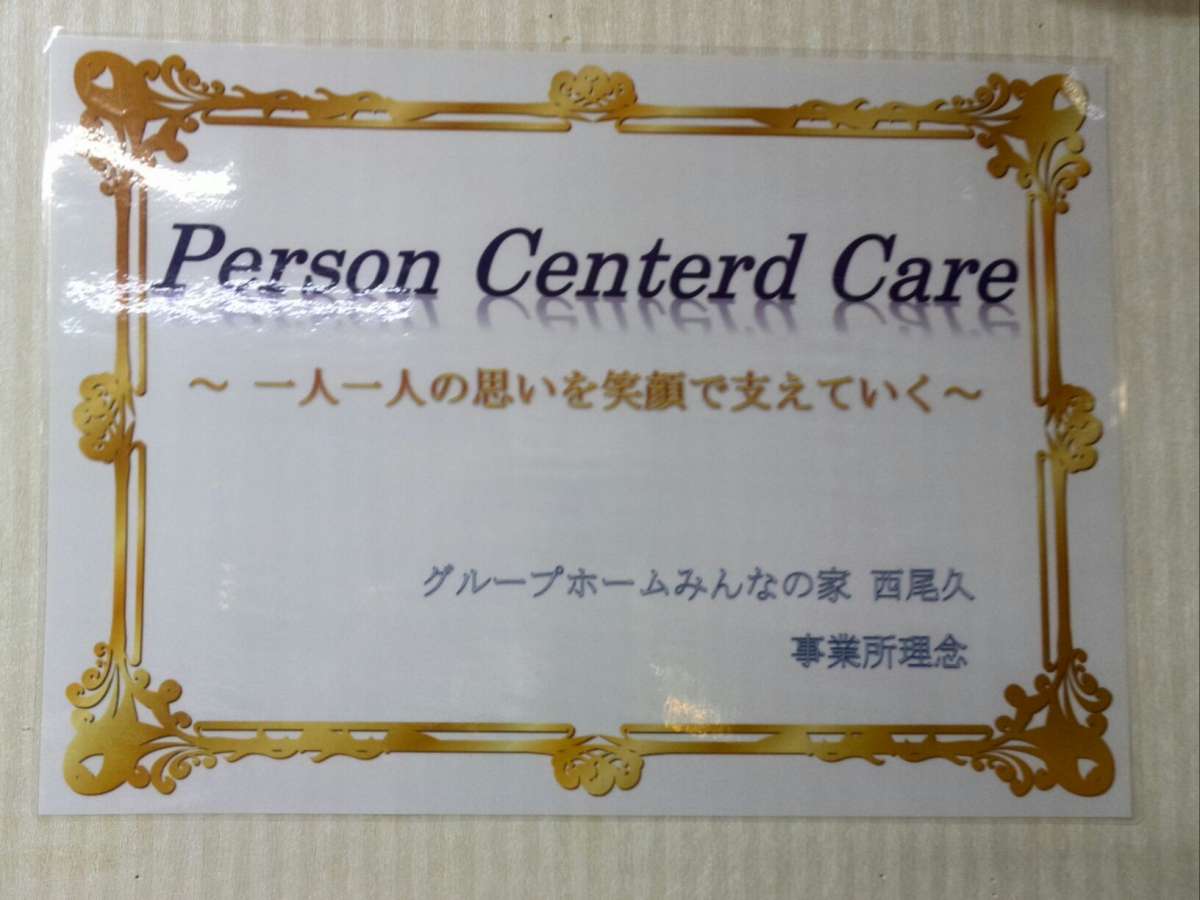 Person Centerd Care
～ 一人一人の思いを笑顔で支えていく～
グループホームみんなの家 西尾久
事業所理念